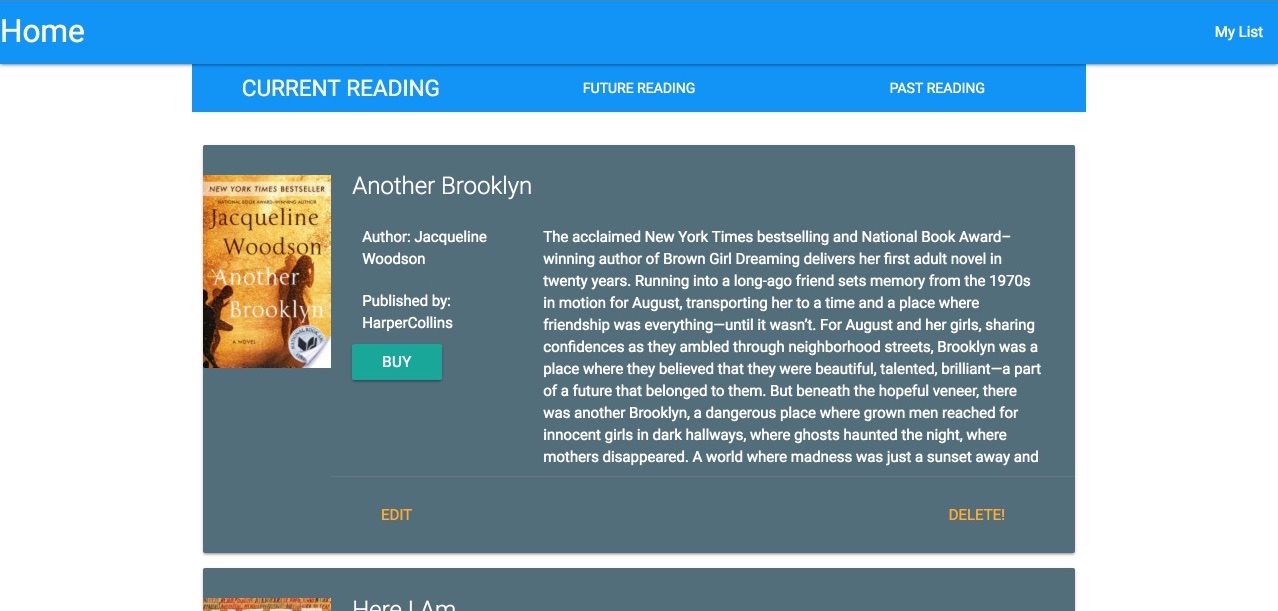 Home
My List
CURRENT READING
FUTURE READING
PAST READING
NEW YORK TIMES BESTSELLER
NATIONAL BOOK AWARD-WINNING AUTHOR
Jacqueline
Woodson
Another
Brooklyn
A NOVEL
Another Brooklyn
Author: Jacqueline
Woodson
Published by:
HarperCollins
BUY
The acclaimed New York Times bestselling and National Book Award–
winning author of Brown Girl Dreaming delivers her first adult novel in
twenty years. Running into a long-ago friend sets memory from the 1970s
in motion for August, transporting her to a time and a place where
friendship was everything—until it wasn’t. For August and her girls, sharing
confidences as they ambled through neighborhood streets, Brooklyn was a
place where they believed that they were beautiful, talented, brilliant—a part
of a future that belonged to them. But beneath the hopeful veneer, there
was another Brooklyn, a dangerous place where grown men reached for
innocent girls in dark hallways, where ghosts haunted the night, where
mothers disappeared. A world where madness was just a sunset away and
EDIT
DELETE!
Here I Am